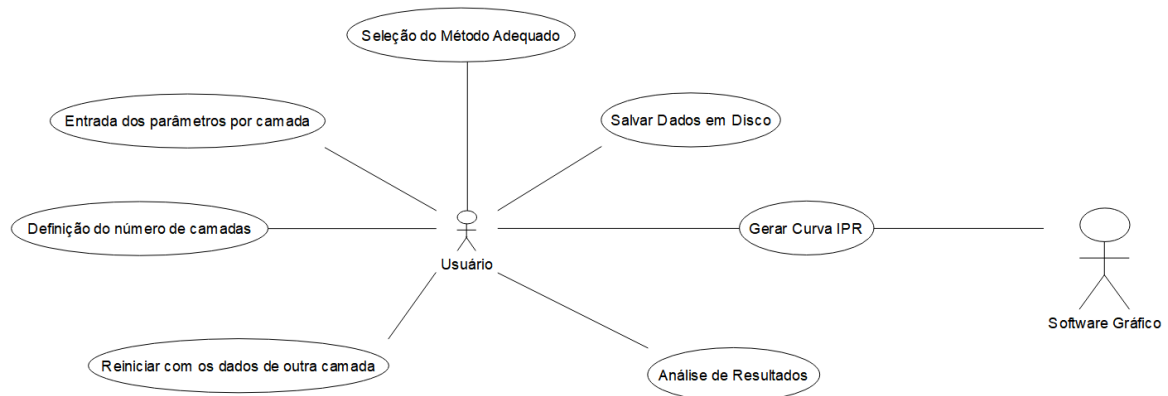 Seleção do Método Adequado
Entrada dos parâmetros por camada
Salvar Dados em Disco
Definição do número de camadas
Gerar Curva IPR
Usuário
Software Gráfico
Reiniciar com os dados de outra camada
Análise de Resultados